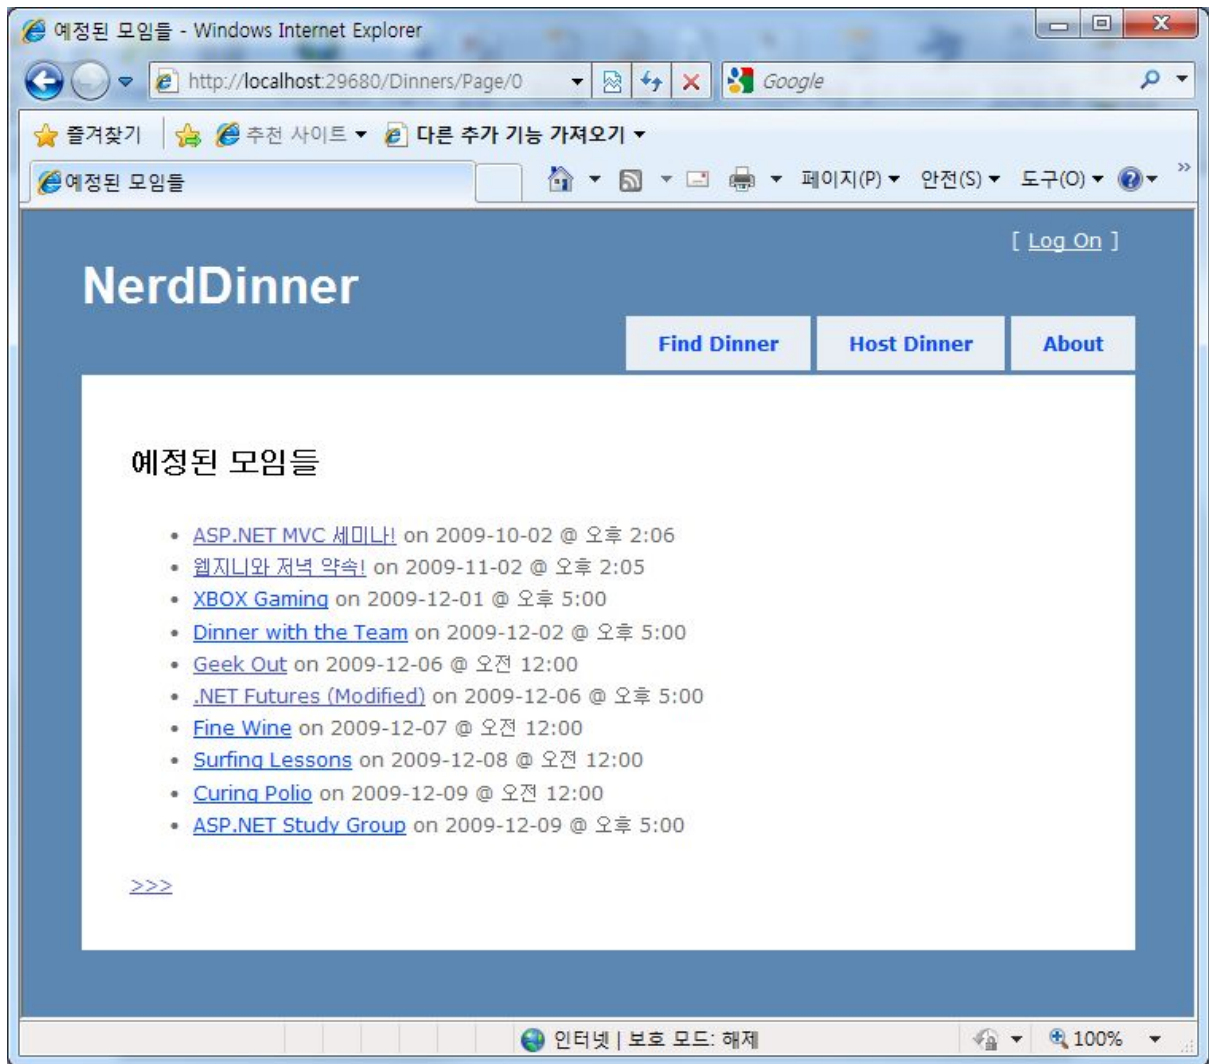 예정된 모임들 - Windows Internet Explorer
http://localhost:29680/Dinners/Page/0
Google
즐겨찾기
추천 사이트
다른 추가 기능 가져오기
예정된 모임들
페이지(P)
안전(S)
도구(O)
[ Log On ]
NerdDinner
Find Dinner
Host Dinner
About
예정된 모임들
• ASP.NET MVC 세미나! on 2009-10-02 @ 오후 2:06
• 웹지니와 저녁 약속! on 2009-11-02 @ 오후 2:05
• XBOX Gaming on 2009-12-01 @ 오후 5:00
• Dinner with the Team on 2009-12-02 @ 오후 5:00
• Geek Out on 2009-12-06 @ 오전 12:00
• .NET Futures (Modified) on 2009-12-06 @ 오후 5:00
• Fine Wine on 2009-12-07 @ 오전 12:00
• Surfing Lessons on 2009-12-08 @ 오전 12:00
• Curing Polio on 2009-12-09 @ 오전 12:00
• ASP.NET Study Group on 2009-12-09 @ 오후 5:00
>>>
인터넷 | 보호 모드: 해제
100%